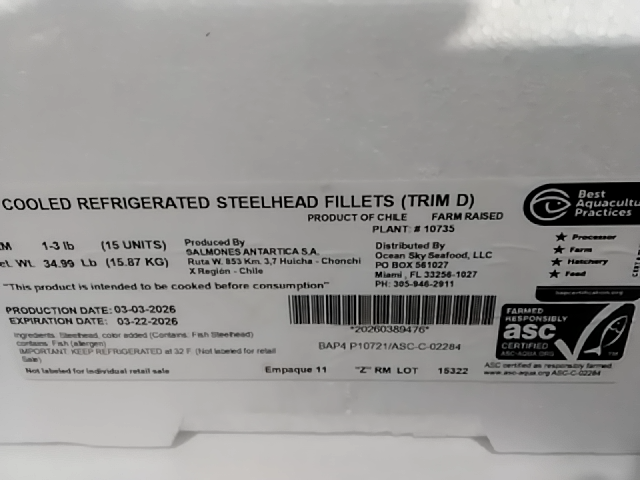 COOLED REFRIGERATED STEELHEAD FILLETS (TRIM D)
PRODUCT OF CHILE FARM RAISED
PLANT: # 10735
M 1-3 lb (15 UNITS)
et. Wt. 34.99 Lb (15.87 KG)
Produced By
SALMONES ANTARTICA S.A.
Ruta W. 853 Km. 3,7 Huicha - Chonchi
X Región - Chile
Distributed By
Ocean Sky Seafood, LLC
PO BOX 561027
Miami , FL 33256-1027
PH: 305-946-2911
"This product is intended to be cooked before consumption"
PRODUCTION DATE: 03-03-2026
EXPIRATION DATE: 03-22-2026
Ingredients: Steelhead, color added (Contains: Fish Steelhead)
contains: Fish (allergen)
IMPORTANT: KEEP REFRIGERATED at 32 F. (Not labeled for retail
Sale)
Not labeled for individual retail sale
*20260389476*
BAP4 P10721/ASC-C-02284
Empaque 11 "Z" RM LOT 15322
Best
Aquacultu
Practices
Processor
Farm
Hatchery
Feed
bapcertification.org
FARMED
RESPONSIBLY
asc
CERTIFIED
ASC-AQUA.ORG
TM
ASC certified as responsibly farmed.
www.asc-aqua.org ASC-C-02284